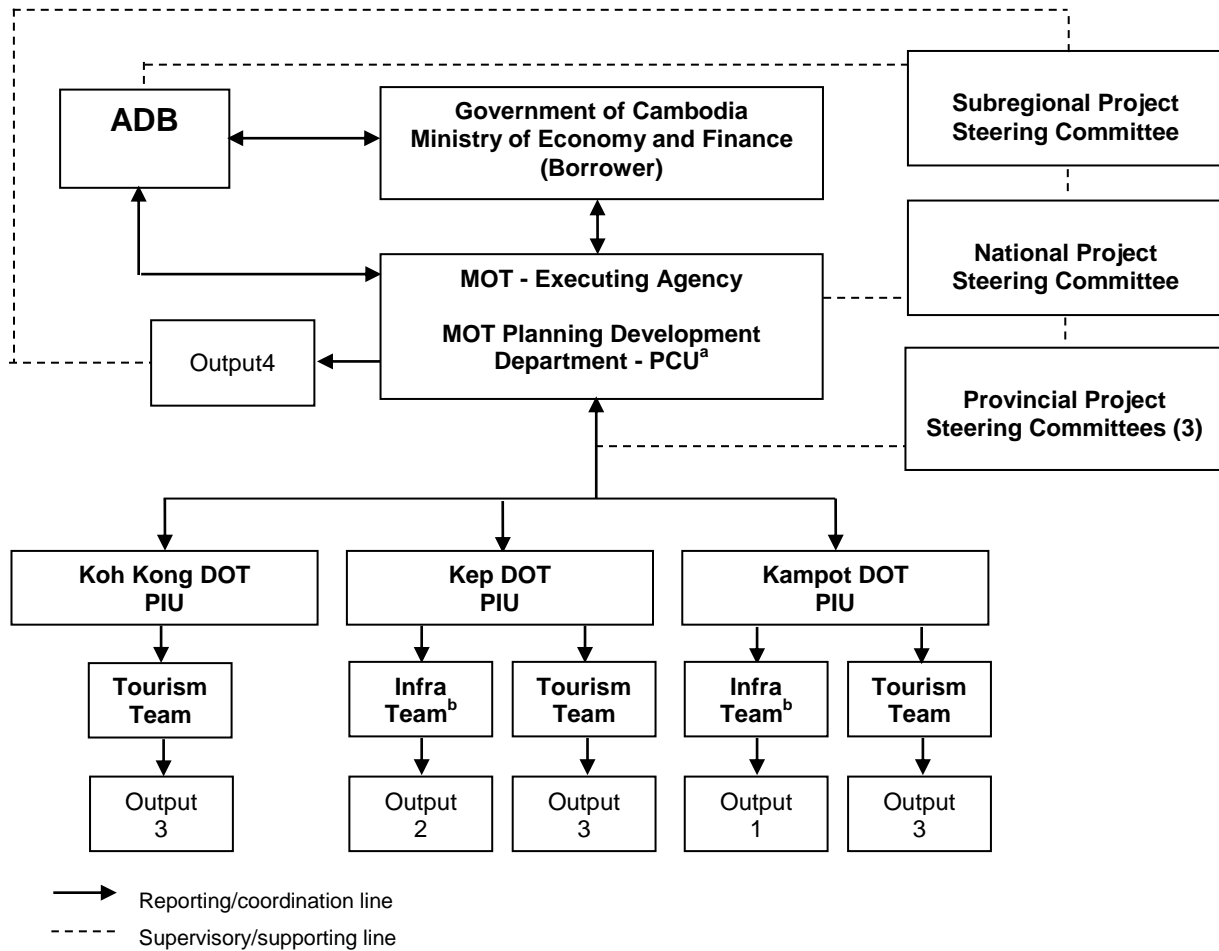 ADB
Government of Cambodia
Ministry of Economy and Finance
(Borrower)
Subregional Project
Steering Committee
National Project
Steering Committee
MOT - Executing Agency
MOT Planning Development
Department - PCUᵃ
Output4
Provincial Project
Steering Committees (3)
Koh Kong DOT
PIU
Kep DOT
PIU
Kampot DOT
PIU
Tourism
Team
Infra
Teamᵇ
Tourism
Team
Infra
Teamᵇ
Tourism
Team
Output
3
Output
2
Output
3
Output
1
Output
3
Reporting/coordination line
Supervisory/supporting line